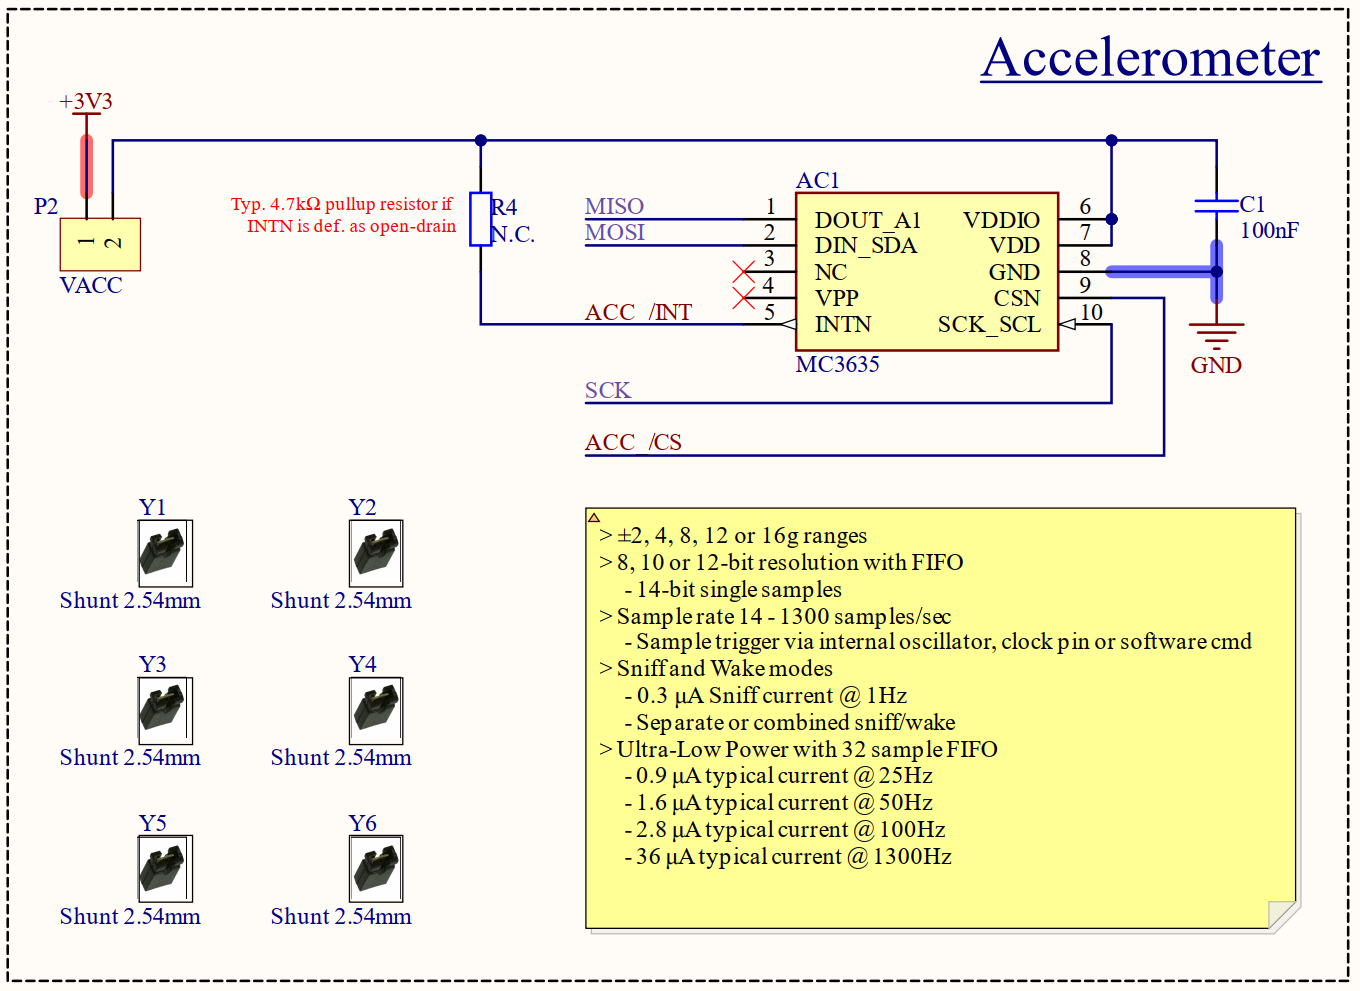 Accelerometer
+3V3
P2
1
2
VACC
Typ. 4.7kΩ pullup resistor if
INTN is def. as open-drain
R4
N.C.
AC1
MISO
MOSI
ACC_/INT
SCK
ACC_/CS
1 DOUT_A1 VDDIO 6
2 DIN_SDA VDD 7
3 NC GND 8
4 VPP CSN 9
5 INTN SCK_SCL 10
MC3635
C1
100nF
GND
Y1
Shunt 2.54mm
Y2
Shunt 2.54mm
Y3
Shunt 2.54mm
Y4
Shunt 2.54mm
Y5
Shunt 2.54mm
Y6
Shunt 2.54mm
> ±2, 4, 8, 12 or 16g ranges
> 8, 10 or 12-bit resolution with FIFO
- 14-bit single samples
> Sample rate 14 - 1300 samples/sec
- Sample trigger via internal oscillator, clock pin or software cmd
> Sniff and Wake modes
- 0.3 µA Sniff current @ 1Hz
- Separate or combined sniff/wake
> Ultra-Low Power with 32 sample FIFO
- 0.9 µA typical current @ 25Hz
- 1.6 µA typical current @ 50Hz
- 2.8 µA typical current @ 100Hz
- 36 µA typical current @ 1300Hz